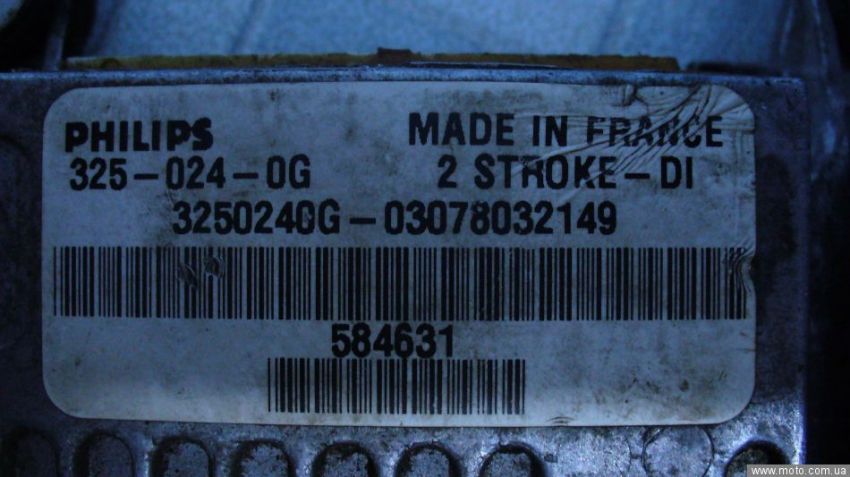 PHILIPS MADE IN FRANCE
325-024-0G 2 STROKE-DI
3250240G-03078032149
584631
www.moto.com.ua